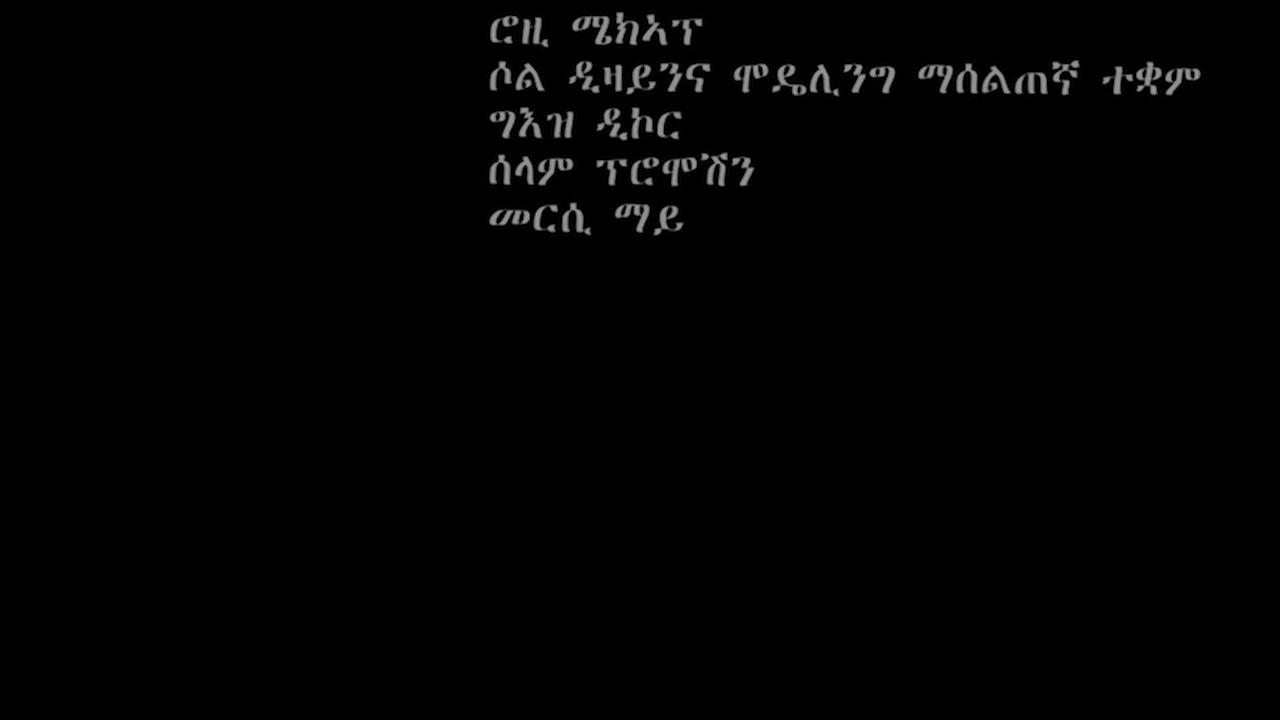 ሮዚ ሜክኣፕ
ሶል ዲዛይንና ሞዴሊንግ ማሰልጠኛ ተቋም
ግእዝ ዲኮር
ሰላም ፕሮሞሽን
መርሲ ማይ